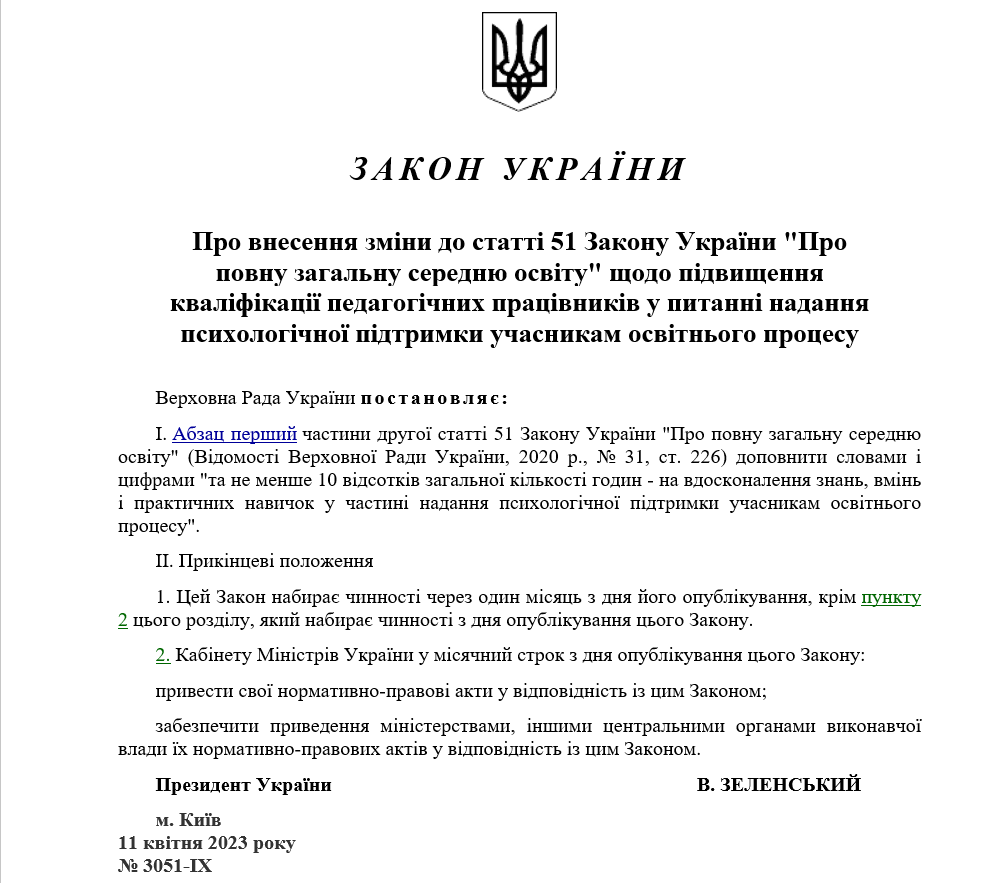 ЗАКОН УКРАЇНИ
Про внесення зміни до статті 51 Закону України "Про
повну загальну середню освіту" щодо підвищення
кваліфікації педагогічних працівників у питанні надання
психологічної підтримки учасникам освітнього процесу
Верховна Рада України постановляє:
I. Абзац перший частини другої статті 51 Закону України "Про повну загальну середню
освіту" (Відомості Верховної Ради України, 2020 р., № 31, ст. 226) доповнити словами і
цифрами "та не менше 10 відсотків загальної кількості годин - на вдосконалення знань, вмінь
і практичних навичок у частині надання психологічної підтримки учасникам освітнього
процесу".
II. Прикінцеві положення
1. Цей Закон набирає чинності через один місяць з дня його опублікування, крім пункту
2 цього розділу, який набирає чинності з дня опублікування цього Закону.
2. Кабінету Міністрів України у місячний строк з дня опублікування цього Закону:
привести свої нормативно-правові акти у відповідність із цим Законом;
забезпечити приведення міністерствами, іншими центральними органами виконавчої
влади їх нормативно-правових актів у відповідність із цим Законом.
Президент України В. ЗЕЛЕНСЬКИЙ
м. Київ
11 квітня 2023 року
№ 3051-IX